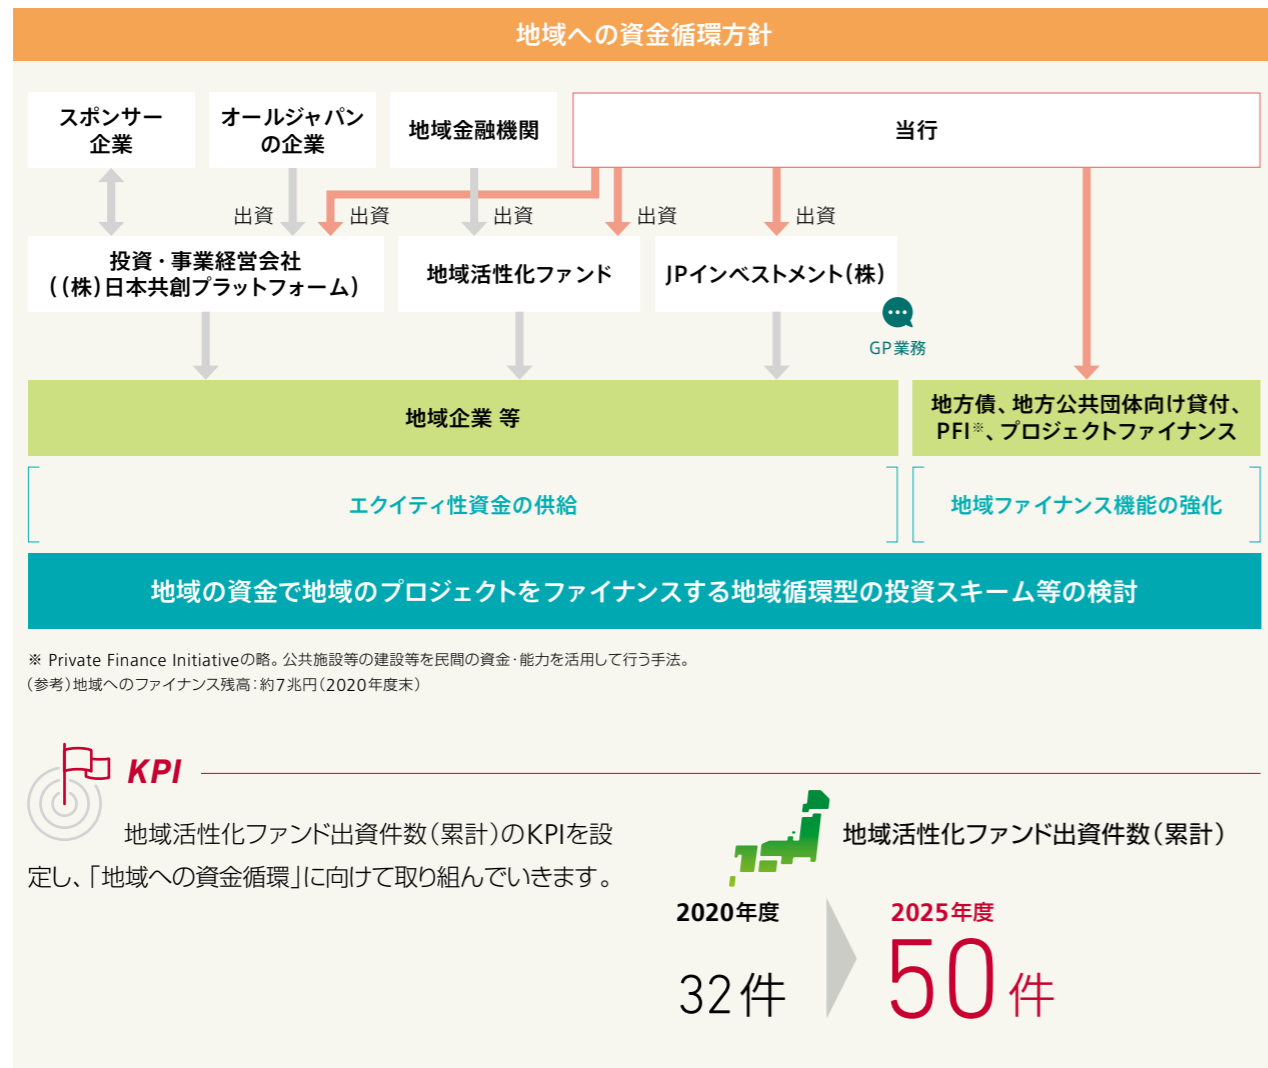 地域への資金循環方針
スポンサー
企業
オールジャパン
の企業
地域金融機関
当行
出資
出資
出資
出資
出資
投資・事業経営会社
((株)日本共創プラットフォーム)
地域活性化ファンド
JPインベストメント(株)
GP業務
地域企業 等
地方債、地方公共団体向け貸付、
PFI※、プロジェクトファイナンス
エクイティ性資金の供給
地域ファイナンス機能の強化
地域の資金で地域のプロジェクトをファイナンスする地域循環型の投資スキーム等の検討
※ Private Finance Initiativeの略。公共施設等の建設等を民間の資金・能力を活用して行う手法。
(参考)地域へのファイナンス残高:約7兆円(2020年度末)
KPI
地域活性化ファンド出資件数(累計)のKPIを設
定し、「地域への資金循環」に向けて取り組んでいきます。
地域活性化ファンド出資件数(累計)
2020年度
2025年度
32件
50件